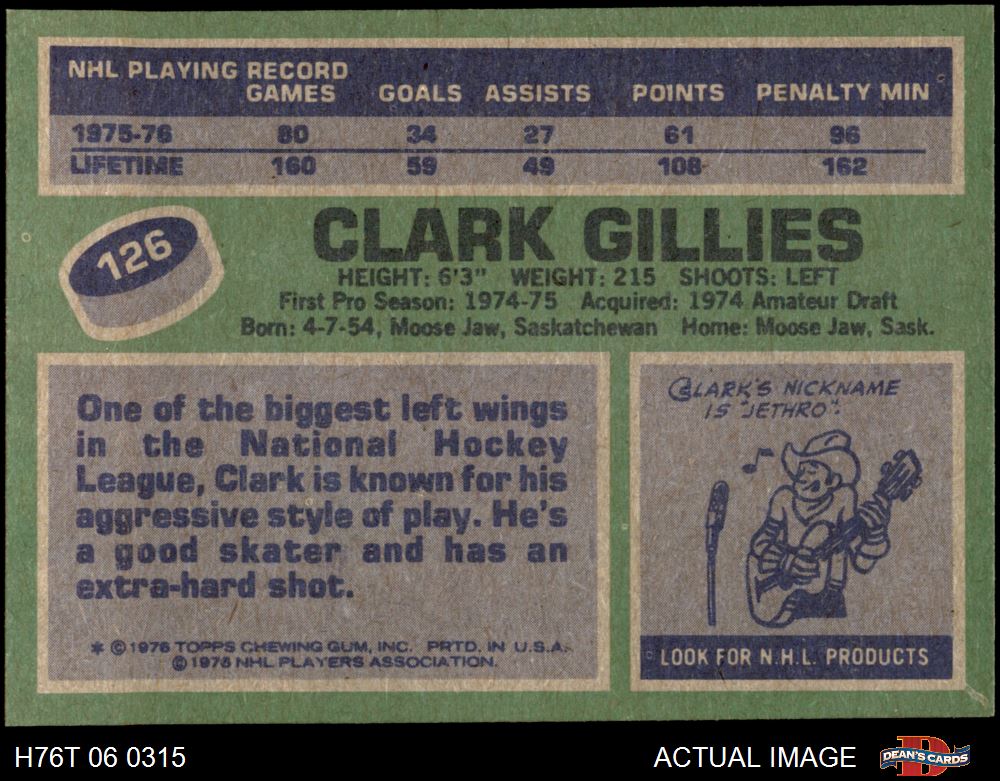 NHL PLAYING RECORD
GAMES GOALS ASSISTS POINTS PENALTY MIN
1975-76 80 34 27 61 96
LIFETIME 160 59 49 108 162
126
CLARK GILLIES
HEIGHT: 6'3" WEIGHT: 215 SHOOTS: LEFT
First Pro Season: 1974-75 Acquired: 1974 Amateur Draft
Born: 4-7-54, Moose Jaw, Saskatchewan Home: Moose Jaw, Sask.
One of the biggest left wings
in the National Hockey
League, Clark is known for his
aggressive style of play. He's
a good skater and has an
extra-hard shot.
* © 1976 TOPPS CHEWING GUM, INC. PRTD. IN U.S.A.
© 1976 NHL PLAYERS ASSOCIATION.
CLARK'S NICKNAME
IS "JETHRO".
LOOK FOR N.H.L. PRODUCTS
H76T 06 0315
ACTUAL IMAGE
DEAN'S CARDS